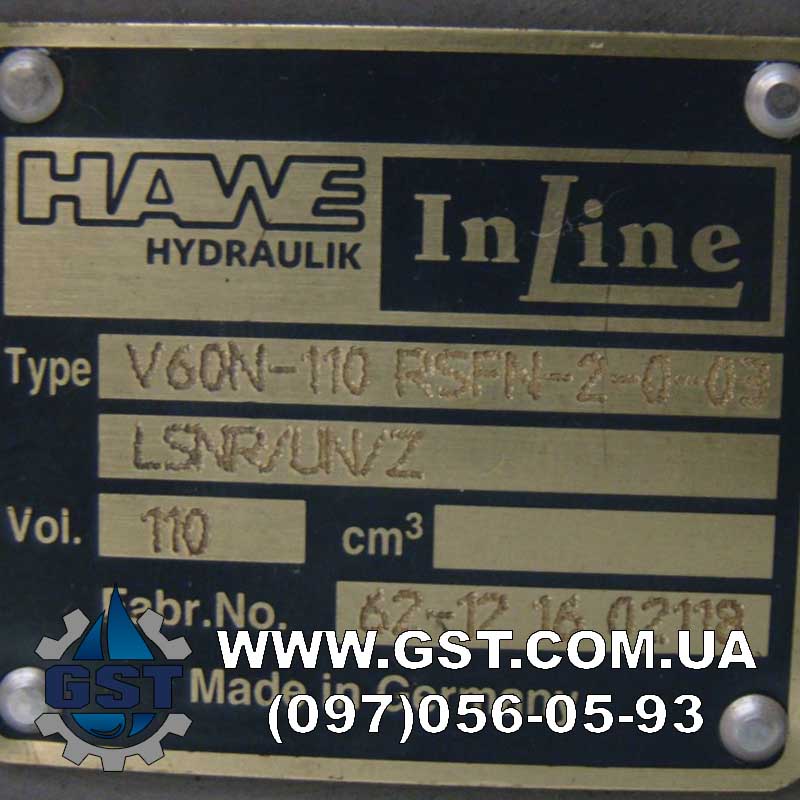 HAWE
HYDRAULIK
InLine
Type V60N-110 RSFN-2-0-03
LSNR/UN/Z
Vol. 110 cm³
Fabr.No. 62-12 16 02118
WWW.GST.COM.UA
GST Made in Germany
(097)056-05-93